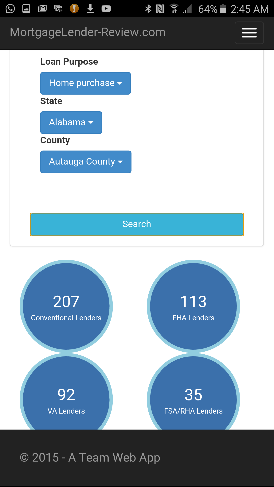 64% 2:45 AM
MortgageLender-Review.com
Loan Purpose
Home purchase
State
Alabama
County
Autauga County
Search
207
Conventional Lenders
113
FHA Lenders
92
VA Lenders
35
FSA/RHA Lenders
© 2015 - A Team Web App